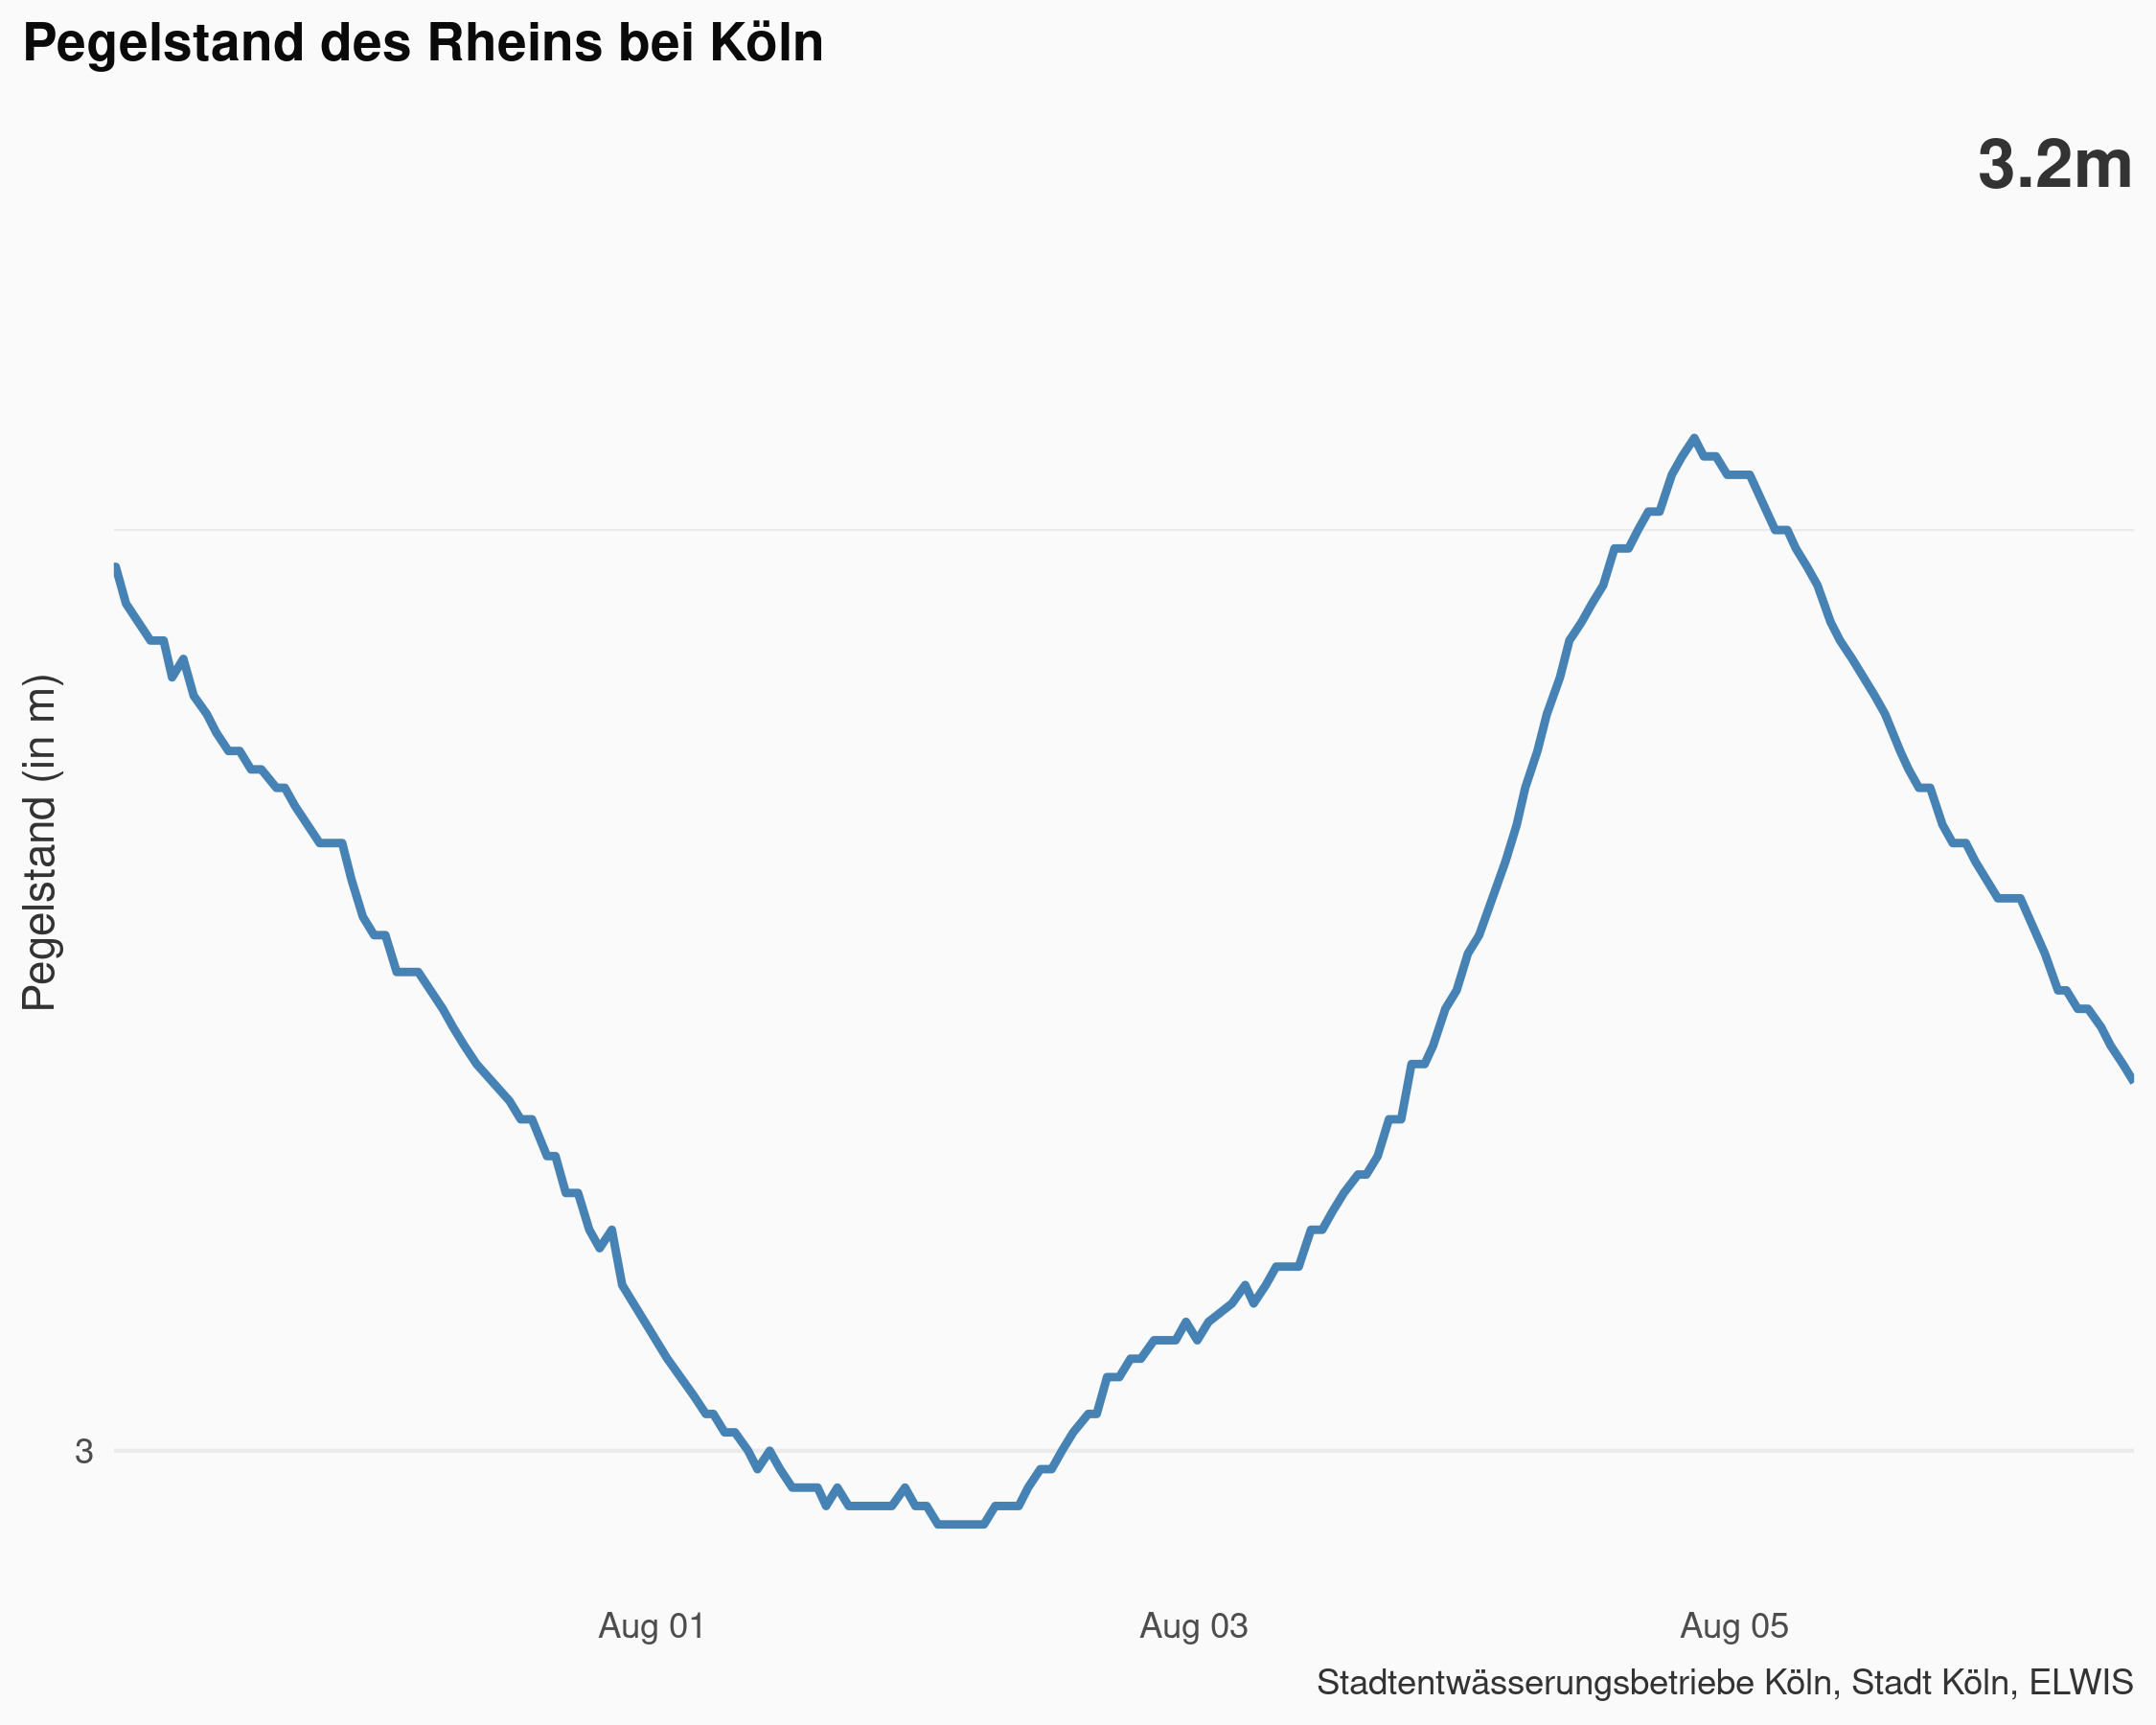 Pegelstand des Rheins bei Köln
3.2m
Pegelstand (in m)
3
Aug 01
Aug 03
Aug 05
Stadtentwässerungsbetriebe Köln, Stadt Köln, ELWIS